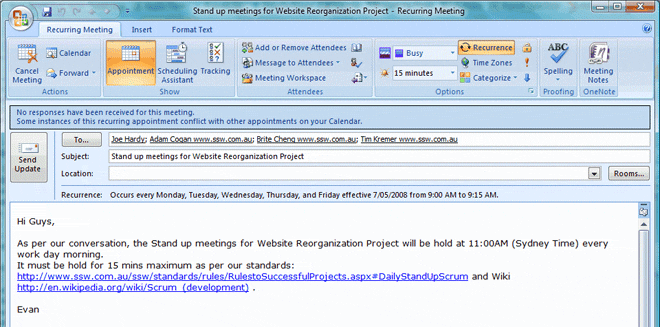 Stand up meetings for Website Reorganization Project - Recurring Meeting
Recurring Meeting Insert Format Text
Cancel Meeting
Calendar
Forward
Actions
Appointment
Scheduling Assistant
Tracking
Show
Add or Remove Attendees
Message to Attendees
Meeting Workspace
Attendees
Busy
15 minutes
Recurrence
Time Zones
Categorize
Options
ABC
Spelling
Proofing
Meeting Notes
OneNote
No responses have been received for this meeting.
Some instances of this recurring appointment conflict with other appointments on your Calendar.
Send Update
To... Joe Hardy; Adam Cogan www.ssw.com.au; Brite Cheng www.ssw.com.au; Tim Kremer www.ssw.com.au
Subject: Stand up meetings for Website Reorganization Project
Location: Rooms...
Recurrence: Occurs every Monday, Tuesday, Wednesday, Thursday, and Friday effective 7/05/2008 from 9:00 AM to 9:15 AM.
Hi Guys,
As per our conversation, the Stand up meetings for Website Reorganization Project will be hold at 11:00AM (Sydney Time) every
work day morning.
It must be hold for 15 mins maximum as per our standards:
http://www.ssw.com.au/ssw/standards/rules/RulestoSuccessfulProjects.aspx#DailyStandUpScrum and Wiki
http://en.wikipedia.org/wiki/Scrum_(development) .
Evan